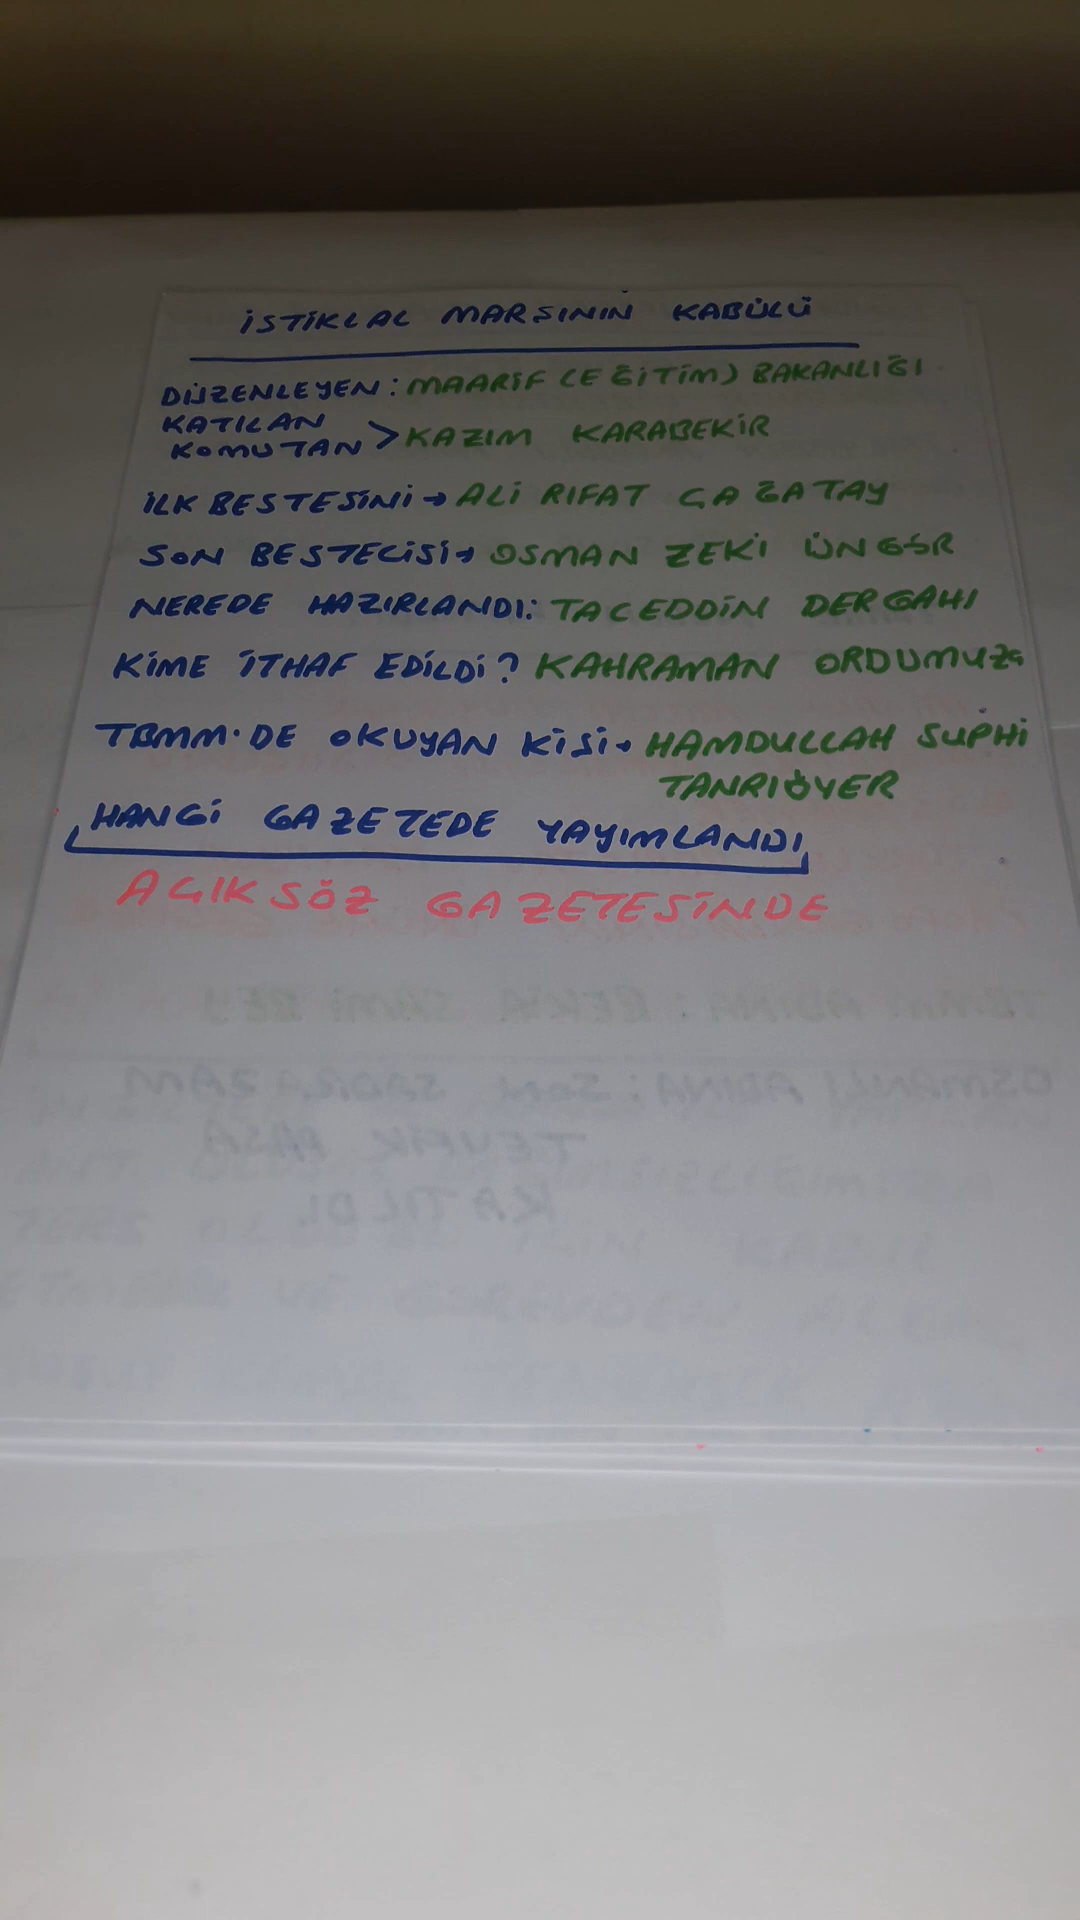 İSTİKLAL MARŞININ KABÜLÜ
DÜZENLEYEN: MAARİF (EĞİTİM) BAKANLIĞI
KATILAN
KOMUTAN > KAZIM KARABEKİR
İLK BESTESİNİ → ALİ RIFAT ÇAĞATAY
SON BESTECİSİ → OSMAN ZEKİ ÜNGÖR
NEREDE HAZIRLANDI: TACEDDİN DERGAHI
KİME İTHAF EDİLDİ? KAHRAMAN ORDUMUZA
TBMM'DE OKUYAN KİŞİ → HAMDULLAH SUPHİ
TANRIÖVER
HANGİ GAZETEDE YAYIMLANDI
AÇIKSÖZ GAZETESİNDE